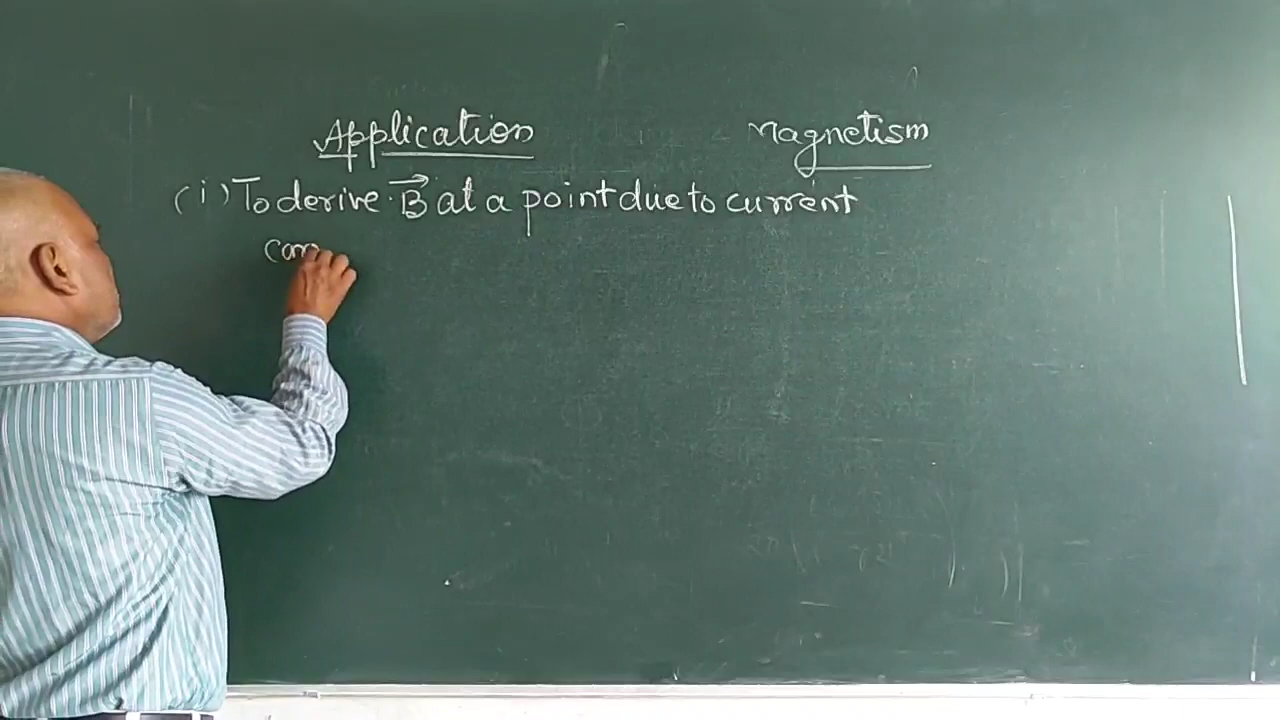 Application Magnetism
(i) To derive B⃗ at a point due to current